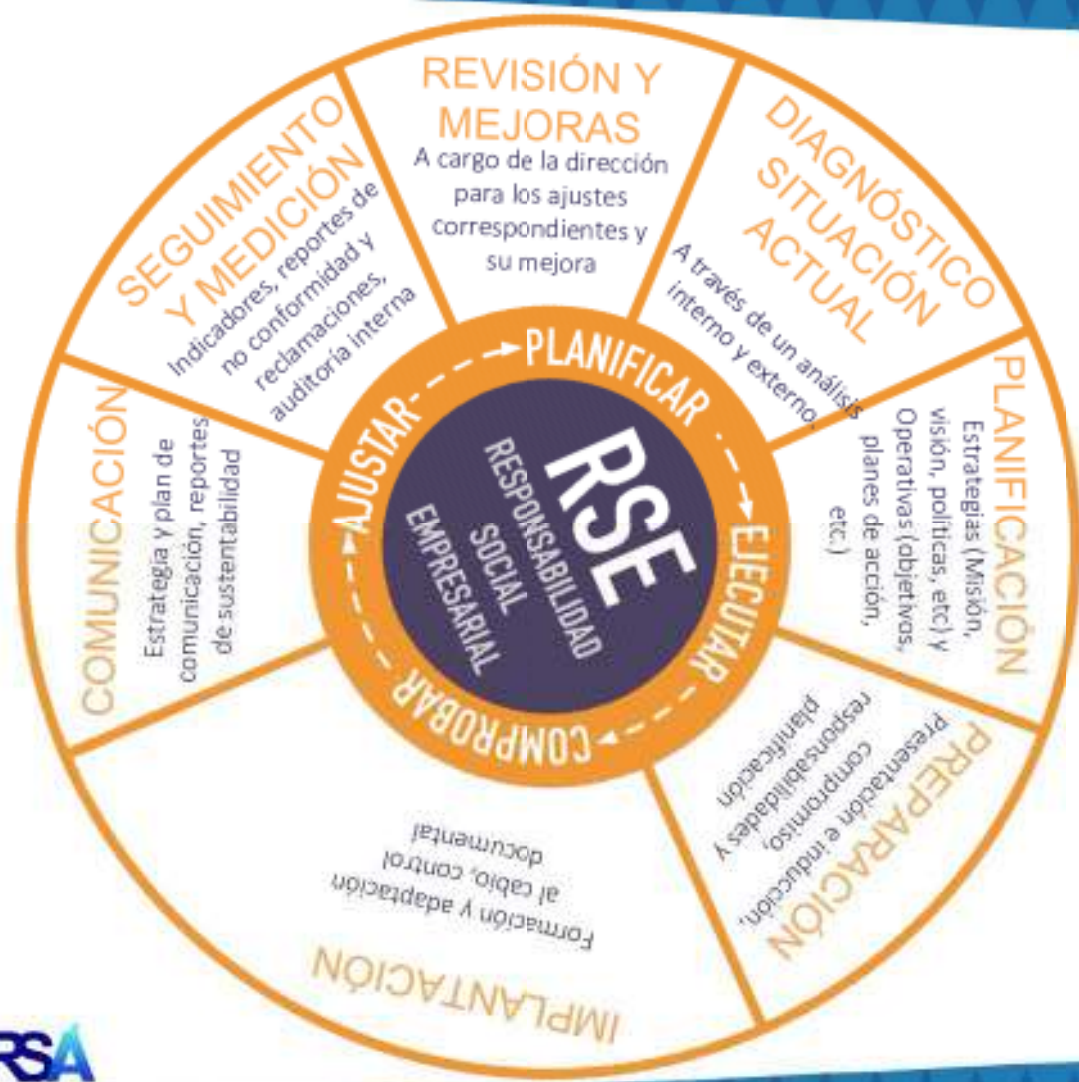 REVISIÓN Y
MEJORAS
A cargo de la dirección
para los ajustes
correspondientes y
su mejora
DIAGNÓSTICO
SITUACIÓN
ACTUAL
A través de un análisis
interno y externo.
PLANIFICACIÓN
Estrategias (Misión,
visión, políticas, etc) y
Operativas (objetivos,
planes de acción,
etc.)
PREPARACIÓN
Presentación e inducción,
compromiso,
responsabilidades y
planificación
IMPLANTACIÓN
Formación y adaptación
al cabio, control
documental
COMUNICACIÓN
Estrategia y plan de
comunicación, reportes
de sustentabilidad
SEGUIMIENTO
Y MEDICIÓN
Indicadores, reportes de
no conformidad y
reclamaciones,
auditoría interna
PLANIFICAR
EJECUTAR
COMPROBAR
AJUSTAR
RSE
RESPONSABILIDAD
SOCIAL
EMPRESARIAL
RSÁ